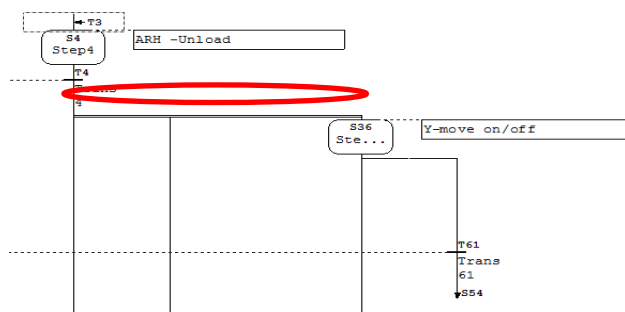 T3
S4
Step4
ARH -Unload
T4
4
S36
Ste...
Y-move on/off
T61
Trans
61
S54